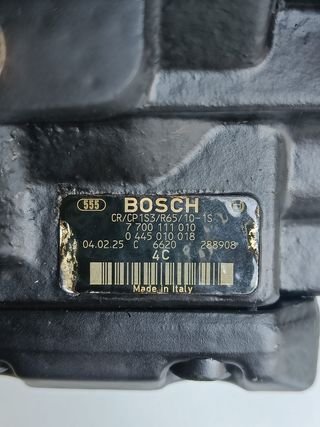 555 BOSCH
CR/CP1S3/R65/10-1S
7 700 111 010
0 445 010 018
04.02.25 C 6620 288908
4C
Made in Italy